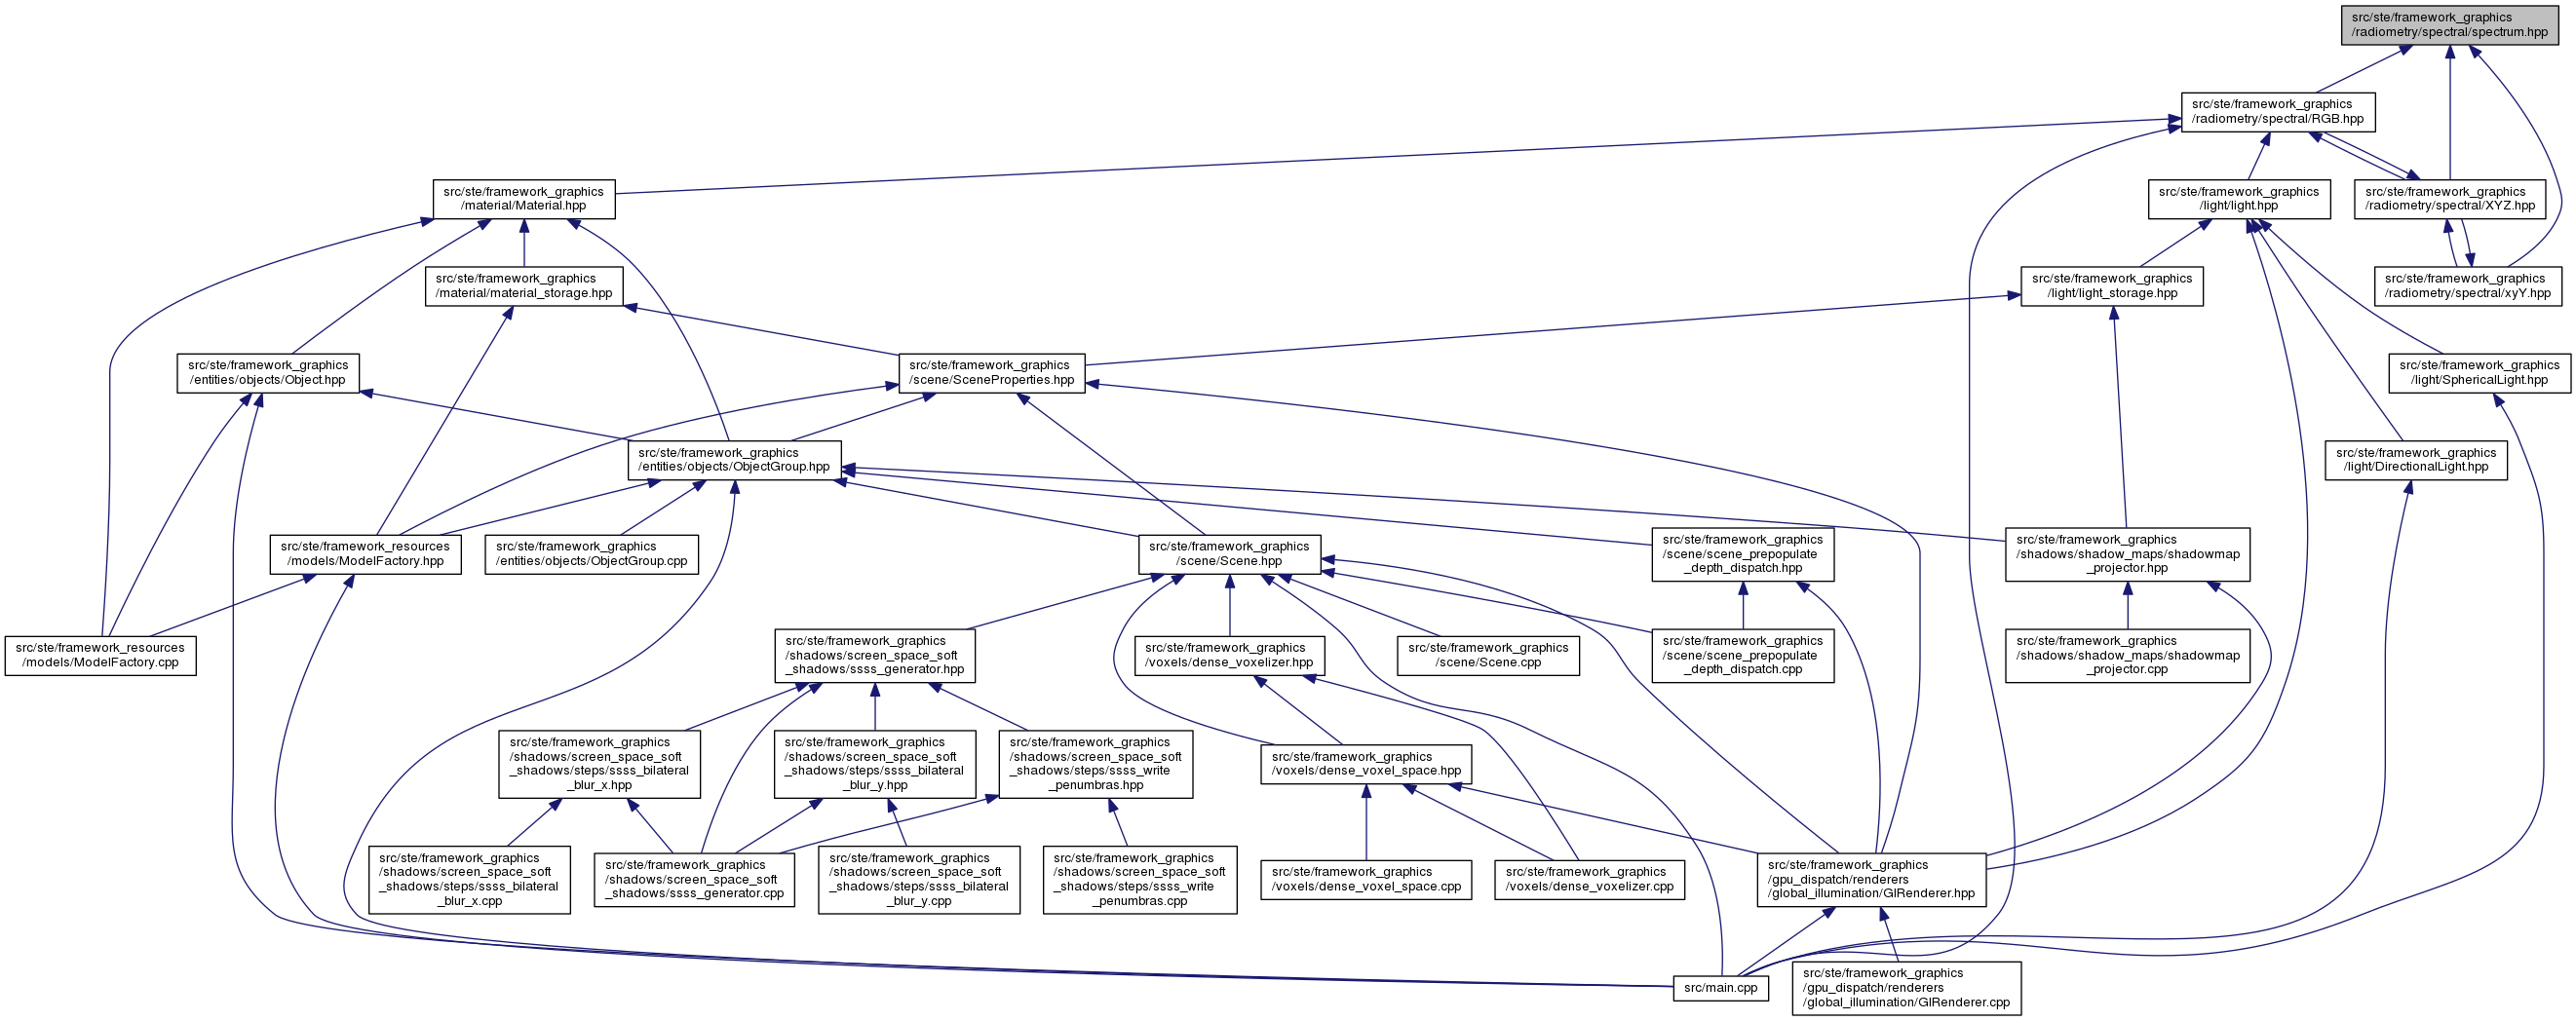 src/ste/framework_graphics
/radiometry/spectral/spectrum.hpp
src/ste/framework_graphics
/radiometry/spectral/RGB.hpp
src/ste/framework_graphics
/material/Material.hpp
src/ste/framework_graphics
/light/light.hpp
src/ste/framework_graphics
/radiometry/spectral/XYZ.hpp
src/ste/framework_graphics
/material/material_storage.hpp
src/ste/framework_graphics
/light/light_storage.hpp
src/ste/framework_graphics
/radiometry/spectral/xyY.hpp
src/ste/framework_graphics
/entities/objects/Object.hpp
src/ste/framework_graphics
/scene/SceneProperties.hpp
src/ste/framework_graphics
/light/SphericalLight.hpp
src/ste/framework_graphics
/entities/objects/ObjectGroup.hpp
src/ste/framework_graphics
/light/DirectionalLight.hpp
src/ste/framework_resources
/models/ModelFactory.hpp
src/ste/framework_graphics
/entities/objects/ObjectGroup.cpp
src/ste/framework_graphics
/scene/Scene.hpp
src/ste/framework_graphics
/scene/scene_prepopulate
_depth_dispatch.hpp
src/ste/framework_graphics
/shadows/shadow_maps/shadowmap
_projector.hpp
src/ste/framework_resources
/models/ModelFactory.cpp
src/ste/framework_graphics
/shadows/screen_space_soft
_shadows/ssss_generator.hpp
src/ste/framework_graphics
/voxels/dense_voxelizer.hpp
src/ste/framework_graphics
/scene/Scene.cpp
src/ste/framework_graphics
/scene/scene_prepopulate
_depth_dispatch.cpp
src/ste/framework_graphics
/shadows/shadow_maps/shadowmap
_projector.cpp
src/ste/framework_graphics
/shadows/screen_space_soft
_shadows/steps/ssss_bilateral
_blur_x.hpp
src/ste/framework_graphics
/shadows/screen_space_soft
_shadows/steps/ssss_bilateral
_blur_y.hpp
src/ste/framework_graphics
/shadows/screen_space_soft
_shadows/steps/ssss_write
_penumbras.hpp
src/ste/framework_graphics
/voxels/dense_voxel_space.hpp
src/ste/framework_graphics
/shadows/screen_space_soft
_shadows/steps/ssss_bilateral
_blur_x.cpp
src/ste/framework_graphics
/shadows/screen_space_soft
_shadows/ssss_generator.cpp
src/ste/framework_graphics
/shadows/screen_space_soft
_shadows/steps/ssss_bilateral
_blur_y.cpp
src/ste/framework_graphics
/shadows/screen_space_soft
_shadows/steps/ssss_write
_penumbras.cpp
src/ste/framework_graphics
/voxels/dense_voxel_space.cpp
src/ste/framework_graphics
/voxels/dense_voxelizer.cpp
src/ste/framework_graphics
/gpu_dispatch/renderers
/global_illumination/GIRenderer.hpp
src/main.cpp
src/ste/framework_graphics
/gpu_dispatch/renderers
/global_illumination/GIRenderer.cpp